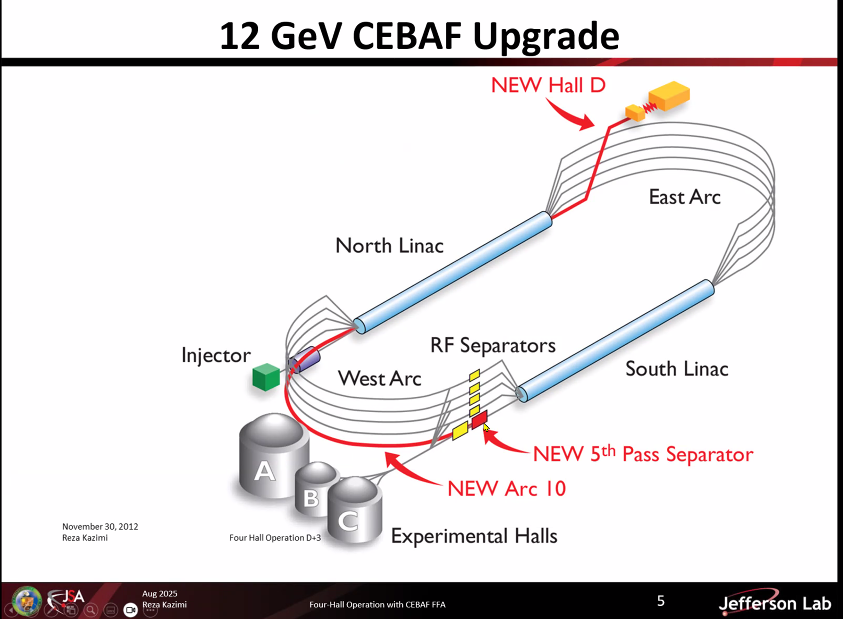 12 GeV CEBAF Upgrade
NEW Hall D
East Arc
North Linac
Injector
RF Separators
West Arc
South Linac
NEW 5th Pass Separator
NEW Arc 10
A
B
C
Experimental Halls
November 30, 2012
Reza Kazimi
Four Hall Operation D+3
JSA
Aug 2025
Reza Kazimi
Four-Hall Operation with CEBAF FFA
5
Jefferson Lab